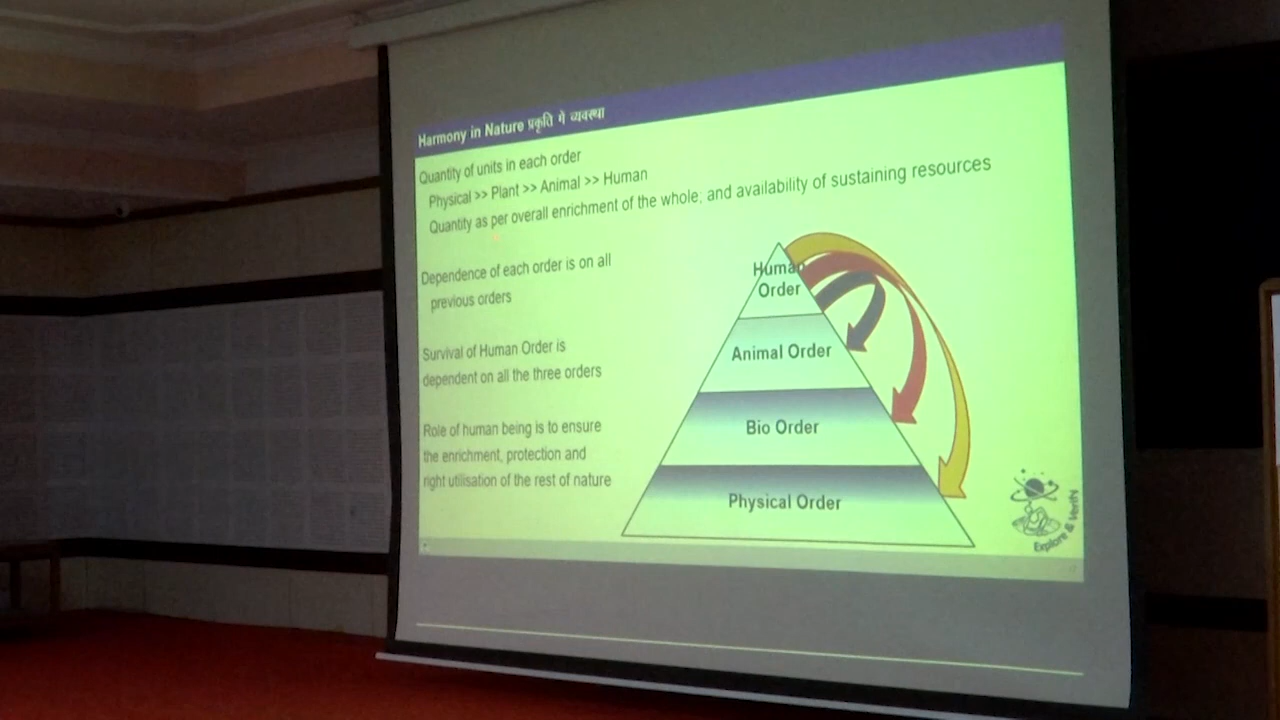 Harmony in Nature प्रकृति में व्यवस्था
Quantity of units in each order
Physical >> Plant >> Animal >> Human
Quantity as per overall enrichment of the whole; and availability of sustaining resources
Dependence of each order is on all
previous orders
Survival of Human Order is
dependent on all the three orders
Role of human being is to ensure
the enrichment, protection and
right utilisation of the rest of nature
Human
Order
Animal Order
Bio Order
Physical Order
Explore & Verify